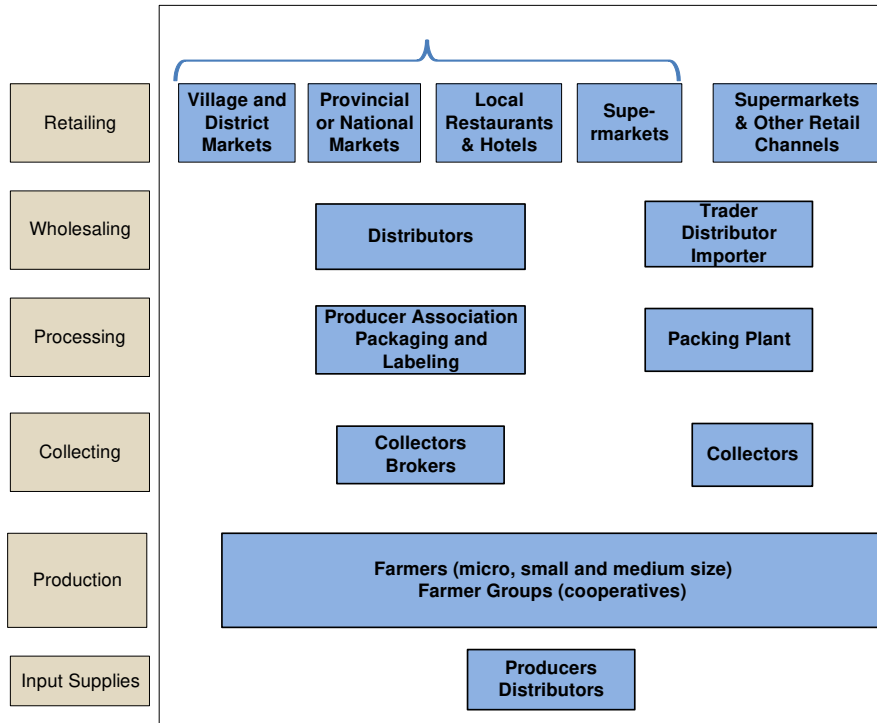 Retailing
Village and
District
Markets
Provincial
or National
Markets
Local
Restaurants
& Hotels
Supe-
rmarkets
Supermarkets
& Other Retail
Channels
Wholesaling
Distributors
Trader
Distributor
Importer
Processing
Producer Association
Packaging and
Labeling
Packing Plant
Collecting
Collectors
Brokers
Collectors
Production
Farmers (micro, small and medium size)
Farmer Groups (cooperatives)
Input Supplies
Producers
Distributors